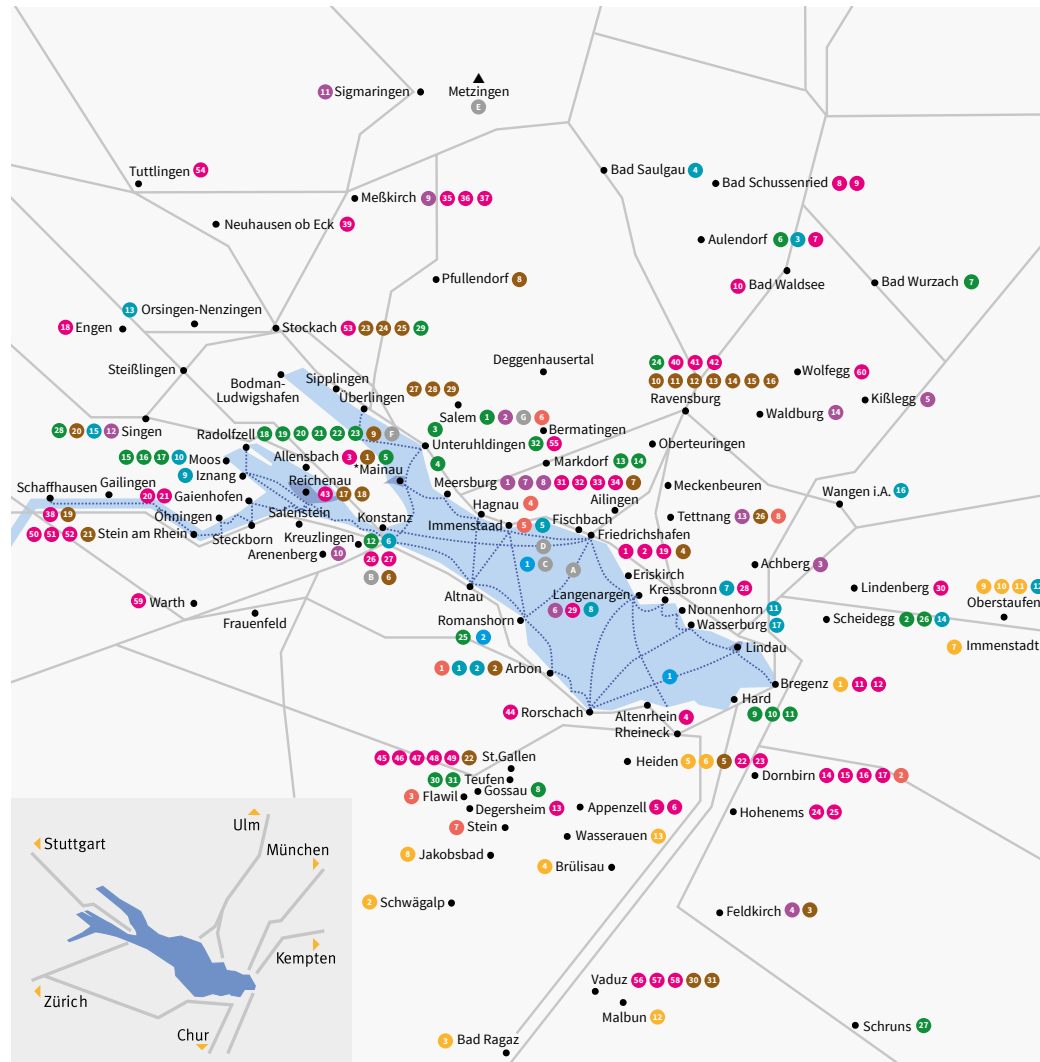 11 Sigmaringen
Metzingen
E
Tuttlingen 54
Bad Saulgau 4
Bad Schussenried 8 9
Meßkirch 9 35 36 37
Neuhausen ob Eck 39
Aulendorf 6 3 7
Pfullendorf 8
10 Bad Waldsee
Bad Wurzach 7
13 Orsingen-Nenzingen
18 Engen
Stockach 53 23 24 25 29
Deggenhausertal
24 40 41 42
10 11 12 13 14 15 16
Ravensburg
Wolfegg 60
Steißlingen
Bodman-
Ludwigshafen
Sipplingen
Überlingen
27 28 29
Salem 1 2 G 6
Waldburg 14
Kißlegg 5
28 20 15 12 Singen
Radolfzell 18 19 20 21 22 23 9 F
3
Bermatingen
Unteruhldingen 32 55
Oberteuringen
15 16 17 10 Moos
Allensbach 3 1 5
*Mainau
4
Markdorf 13 14
9 Iznang
Reichenau 43 17 18
Meersburg 1 7 8 31 32 33 34 7
Meckenbeuren
Schaffhausen
Gailingen
20 21 Gaienhofen
Hagnau 4
Ailingen
Wangen i.A. 16
38 19
Öhningen
Salenstein
Konstanz
Immenstaad 5 5
Fischbach
Tettnang 13 26 8
50 51 52 21 Stein am Rhein
Steckborn
Kreuzlingen
12 6
D
Friedrichshafen
1 2 19 4
Arenenberg 10
26 27
B 6
1 C
A
Eriskirch
Achberg 3
59 Warth
Altnau
Langenargen
6 29 8
Kressbronn 7 28
Lindenberg 30
9 10 11 12
Oberstaufen
Frauenfeld
Romanshorn
25 2
Nonnenhorn 11
Wasserburg 17
Scheidegg 2 26 14
7 Immenstadt
Lindau
1 1 2 2 Arbon
1
Bregenz 1 11 12
44 Rorschach
Altenrhein 4
Rheineck
Hard
9 10 11
45 46 47 48 49 22 St.Gallen
Heiden 5 6 5 22 23
30 31 Teufen
Dornbirn 14 15 16 17 2
3 Flawil
Gossau 8
Degersheim 13
Appenzell 5 6
Hohenems 24 25
7 Stein
Wasserauen 13
8 Jakobsbad
4 Brülisau
2 Schwägalp
Feldkirch 4 3
Vaduz 56 57 58 30 31
Malbun 12
3 Bad Ragaz
Schruns 27
Stuttgart
Ulm
München
Kempten
Zürich
Chur